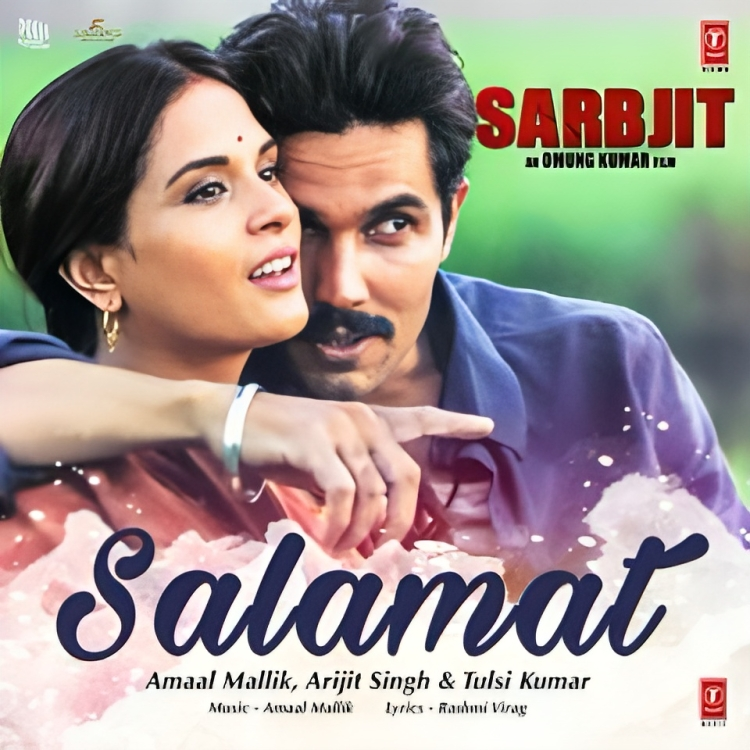 SARBJIT
AN OMUNG KUMAR FILM
Salamat
Amaal Mallik, Arijit Singh & Tulsi Kumar
Music - Amaal Mallik Lyrics - Rashmi Virag